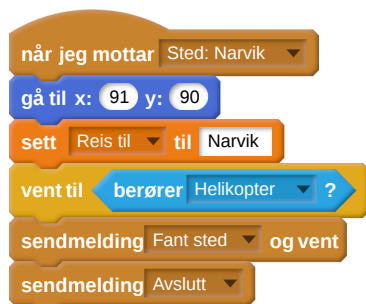 når jeg mottar Sted: Narvik
gå til x: 91 y: 90
sett Reis til til Narvik
vent til berører Helikopter ?
sendmelding Fant sted og vent
sendmelding Avslutt